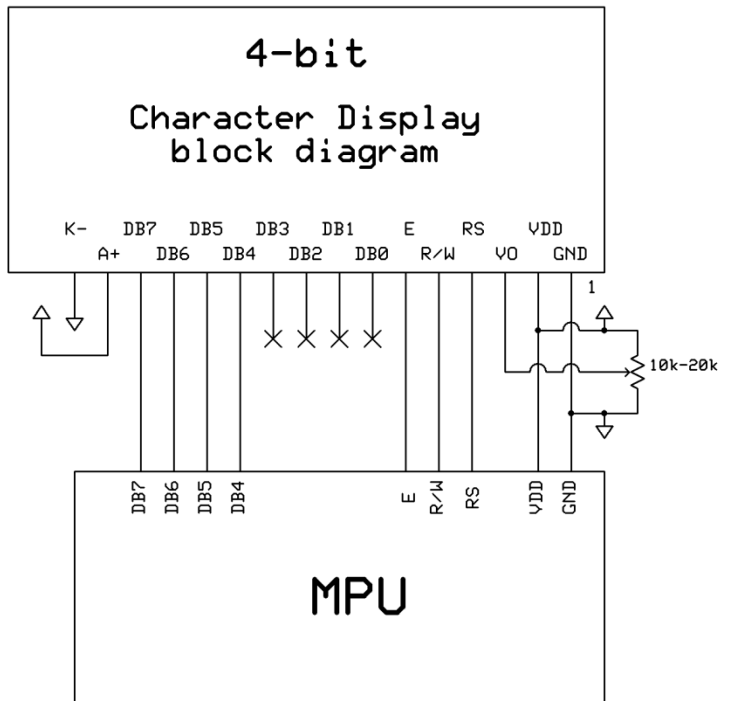 4-bit
Character Display
block diagram
K- DB7 DB5 DB3 DB1 E RS VDD
A+ DB6 DB4 DB2 DB0 R/W VO GND
1
10k-20k
DB7 DB6 DB5 DB4 E R/W RS VDD GND
MPU